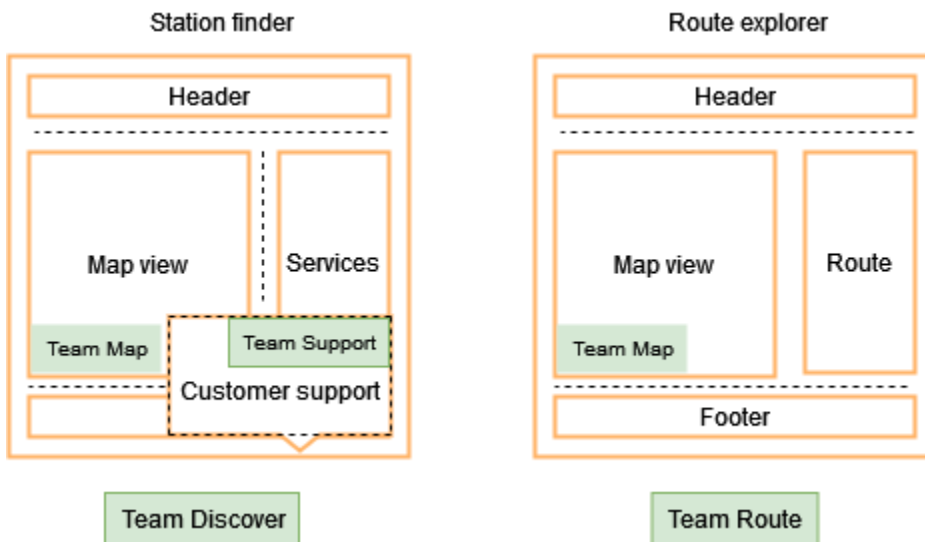 Station finder
Route explorer
Header
Header
Map view
Services
Map view
Route
Team Map
Team Support
Team Map
Customer support
Footer
Team Discover
Team Route